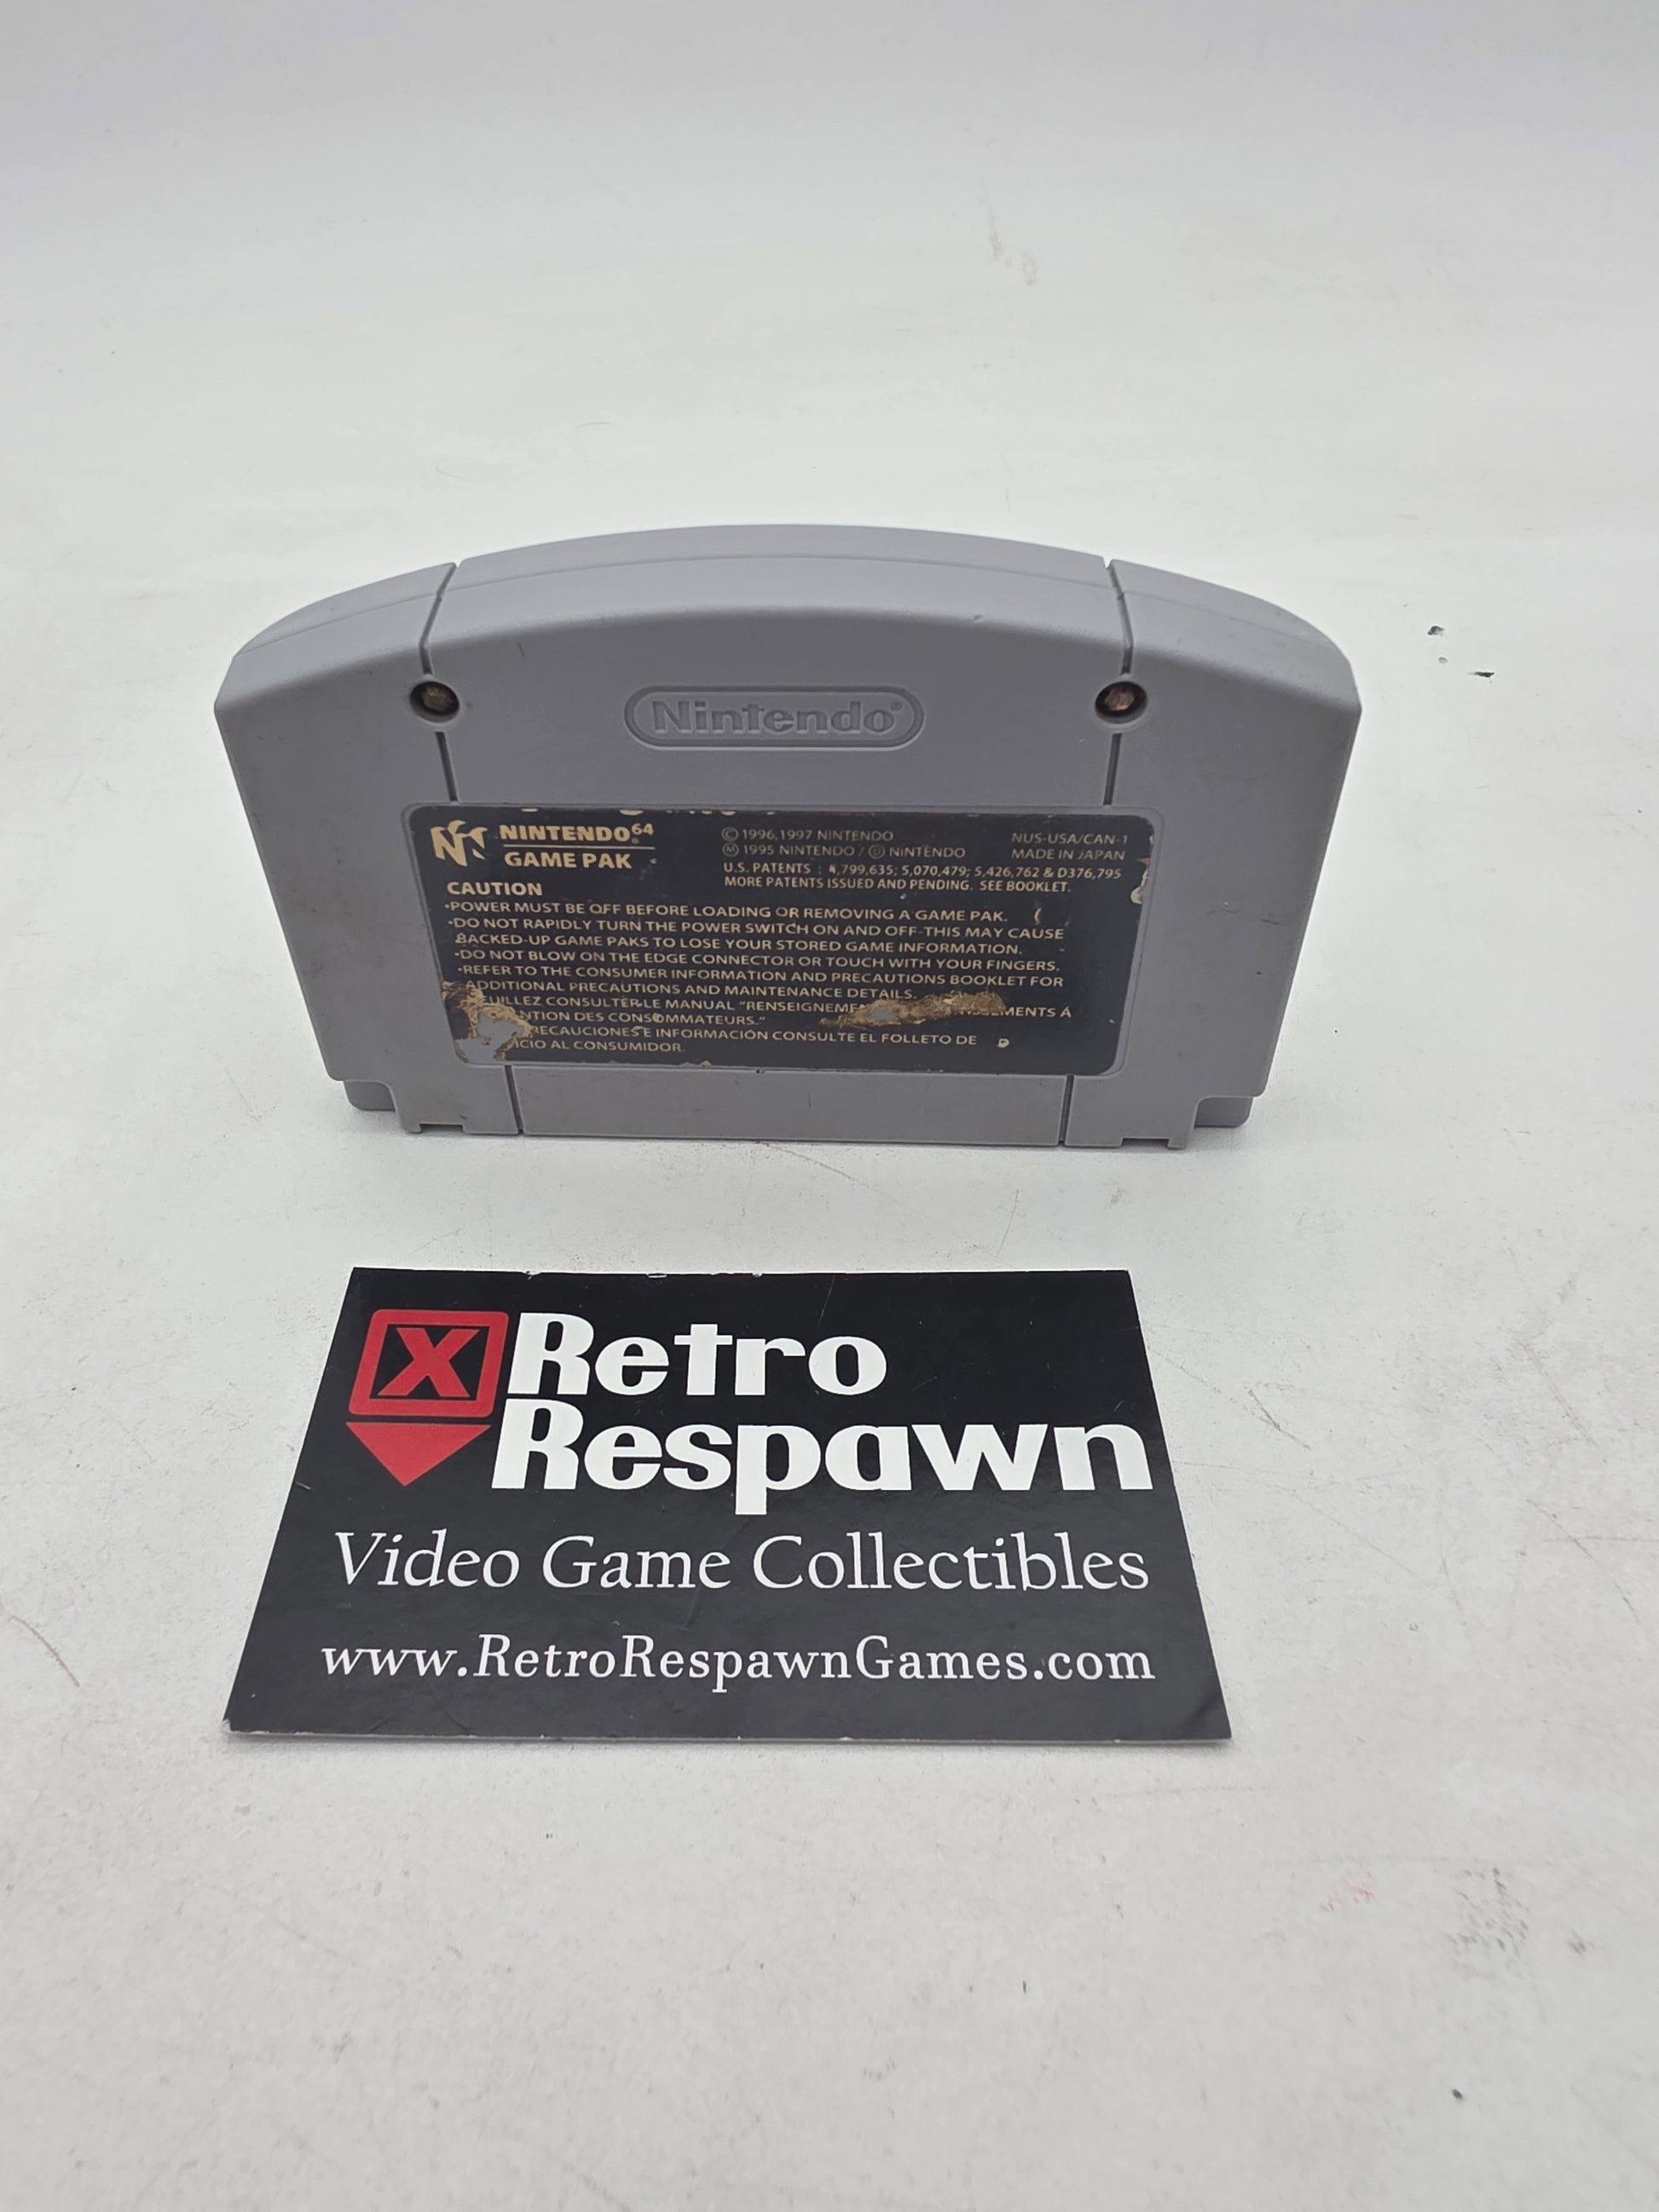 Nintendo®
NINTENDO64®
GAME PAK
© 1996, 1997 NINTENDO
Ⓜ 1995 NINTENDO / Ⓓ NINTENDO
U.S. PATENTS : 4,799,635; 5,070,479; 5,426,762 & D376,795
MORE PATENTS ISSUED AND PENDING. SEE BOOKLET.
NUS-USA/CAN-1
MADE IN JAPAN
CAUTION
•POWER MUST BE OFF BEFORE LOADING OR REMOVING A GAME PAK.
•DO NOT RAPIDLY TURN THE POWER SWITCH ON AND OFF-THIS MAY CAUSE
BACKED-UP GAME PAKS TO LOSE YOUR STORED GAME INFORMATION.
•DO NOT BLOW ON THE EDGE CONNECTOR OR TOUCH WITH YOUR FINGERS.
•REFER TO THE CONSUMER INFORMATION AND PRECAUTIONS BOOKLET FOR
ADDITIONAL PRECAUTIONS AND MAINTENANCE DETAILS.
CONSULTER LE MANUAL "RENSEIGNEME MENTS À
NTION DES CONSOMMATEURS."
RECAUCIONES E INFORMACIÓN CONSULTE EL FOLLETO DE
ICIO AL CONSUMIDOR.
X Retro
Respawn
Video Game Collectibles
www.RetroRespawnGames.com